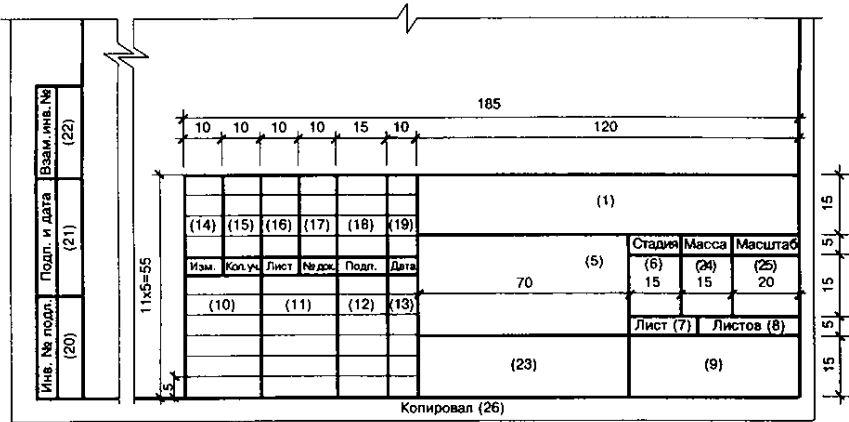 185
10 10 10 10 15 10 120
Взам.инв.№ (22)
Подп. и дата (21)
Инв. № подл. (20)
11x5=55
5
(1)
15
(14) (15) (16) (17) (18) (19)
Изм. Кол.уч. Лист №док. Подп. Дата
(10) (11) (12) (13)
(5)
70
Стадия Масса Масштаб
5
(6) (24) (25)
15 15 20
15
Лист (7) Листов (8)
5
(23) (9)
15
Копировал (26)